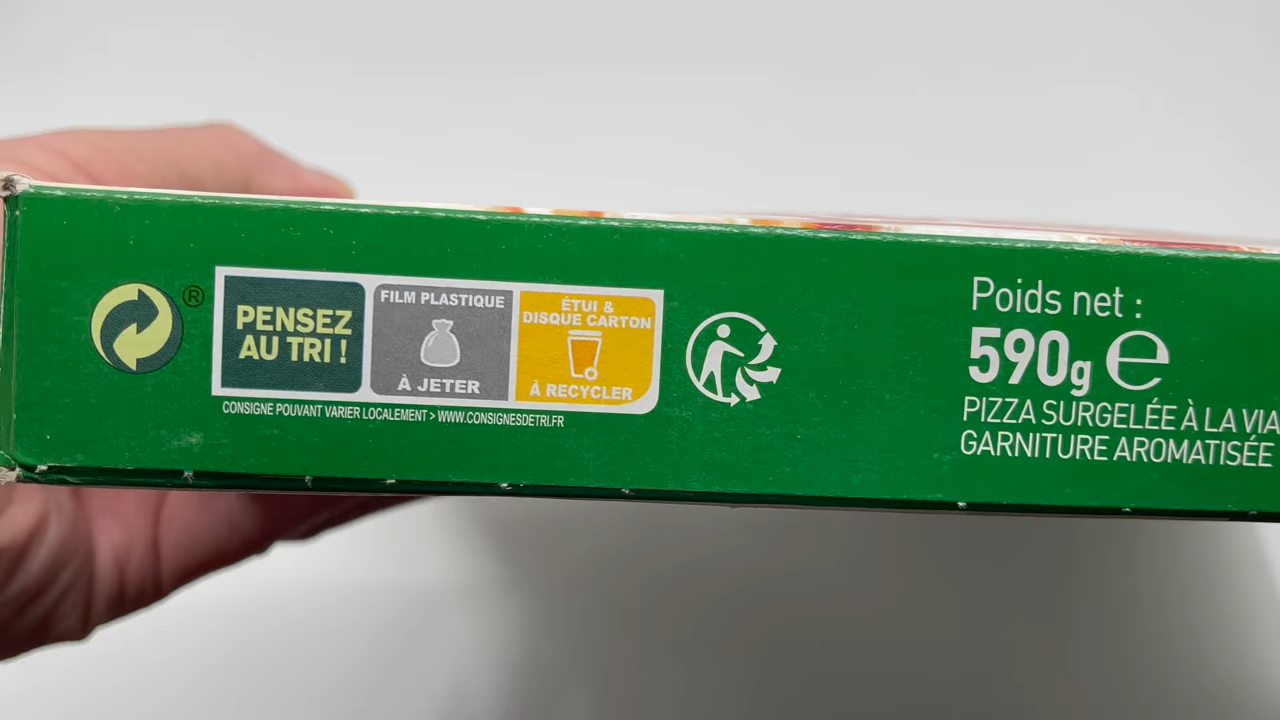 ®
PENSEZ
AU TRI !
FILM PLASTIQUE
À JETER
ÉTUI &
DISQUE CARTON
À RECYCLER
CONSIGNE POUVANT VARIER LOCALEMENT > WWW.CONSIGNESDETRI.FR
Poids net :
590g ℮
PIZZA SURGELÉE À LA VIA
GARNITURE AROMATISÉE